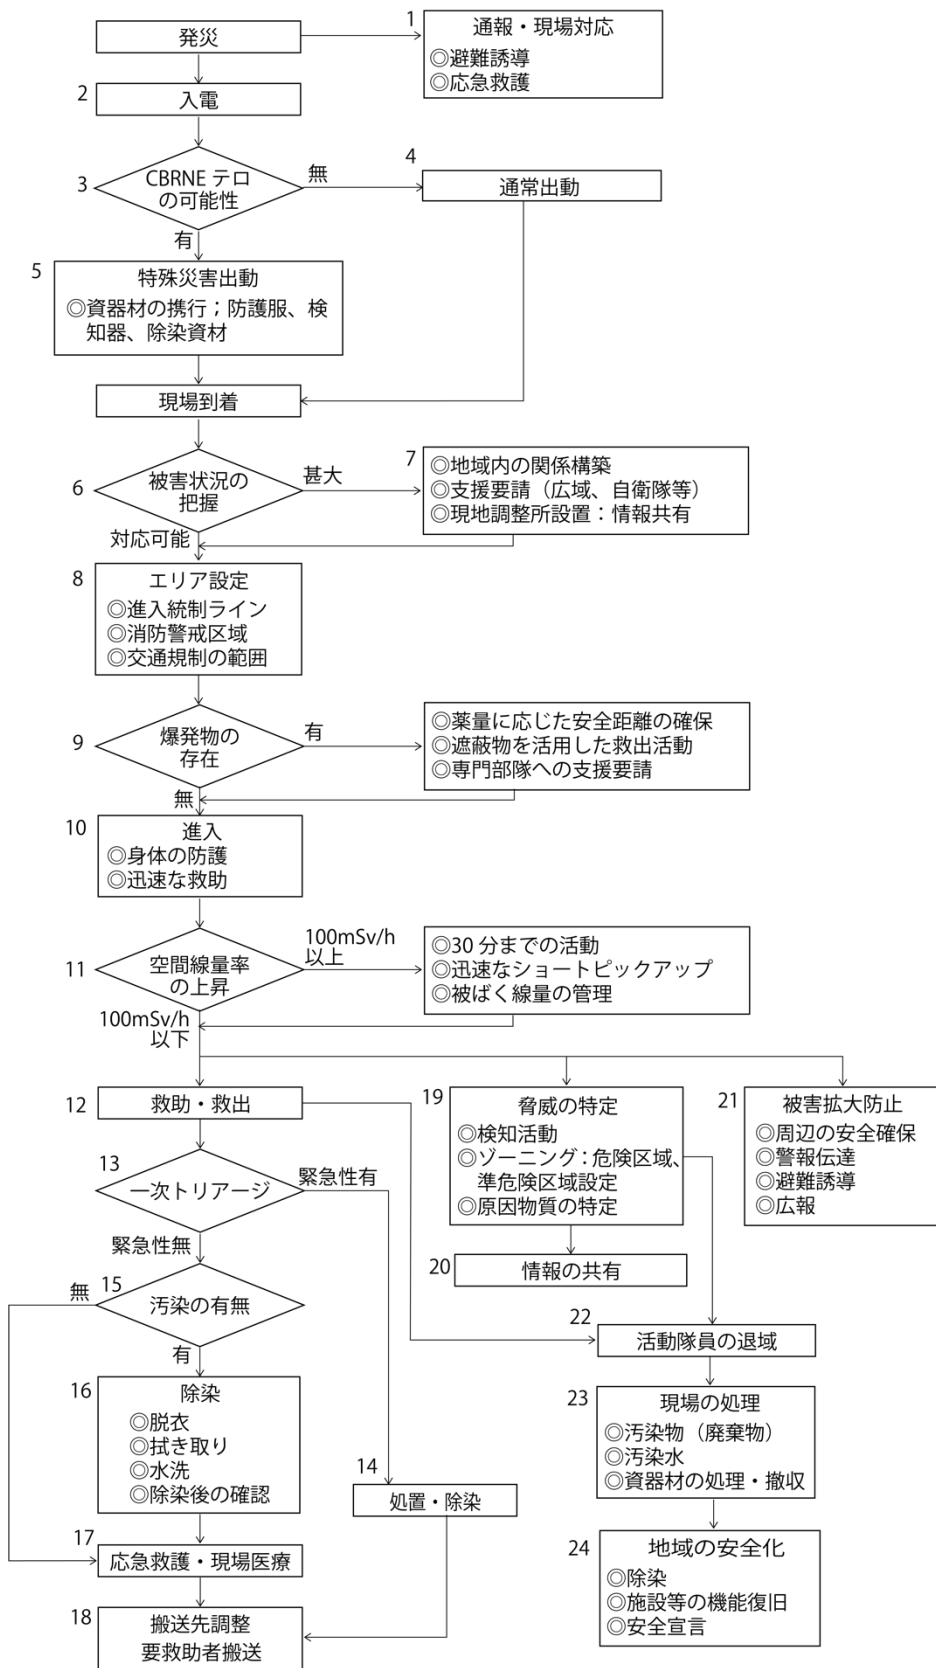 発災
1
通報・現場対応
◎避難誘導
◎応急救護
2
入電
3
CBRNE テロ
の可能性
無
4
通常出動
有
5
特殊災害出動
◎資器材の携行；防護服、検
知器、除染資材
現場到着
6
被害状況の
把握
甚大
7
◎地域内の関係構築
◎支援要請（広域、自衛隊等）
◎現地調整所設置：情報共有
対応可能
8
エリア設定
◎進入統制ライン
◎消防警戒区域
◎交通規制の範囲
9
爆発物の
存在
有
◎薬量に応じた安全距離の確保
◎遮蔽物を活用した救出活動
◎専門部隊への支援要請
無
10
進入
◎身体の防護
◎迅速な救助
11
空間線量率
の上昇
100mSv/h
以上
◎30 分までの活動
◎迅速なショートピックアップ
◎被ばく線量の管理
100mSv/h
以下
12
救助・救出
13
一次トリアージ
緊急性有
緊急性無
15
汚染の有無
無
有
16
除染
◎脱衣
◎拭き取り
◎水洗
◎除染後の確認
14
処置・除染
17
応急救護・現場医療
18
搬送先調整
要救助者搬送
19
脅威の特定
◎検知活動
◎ゾーニング：危険区域、
準危険区域設定
◎原因物質の特定
20
情報の共有
21
被害拡大防止
◎周辺の安全確保
◎警報伝達
◎避難誘導
◎広報
22
活動隊員の退域
23
現場の処理
◎汚染物（廃棄物）
◎汚染水
◎資器材の処理・撤収
24
地域の安全化
◎除染
◎施設等の機能復旧
◎安全宣言